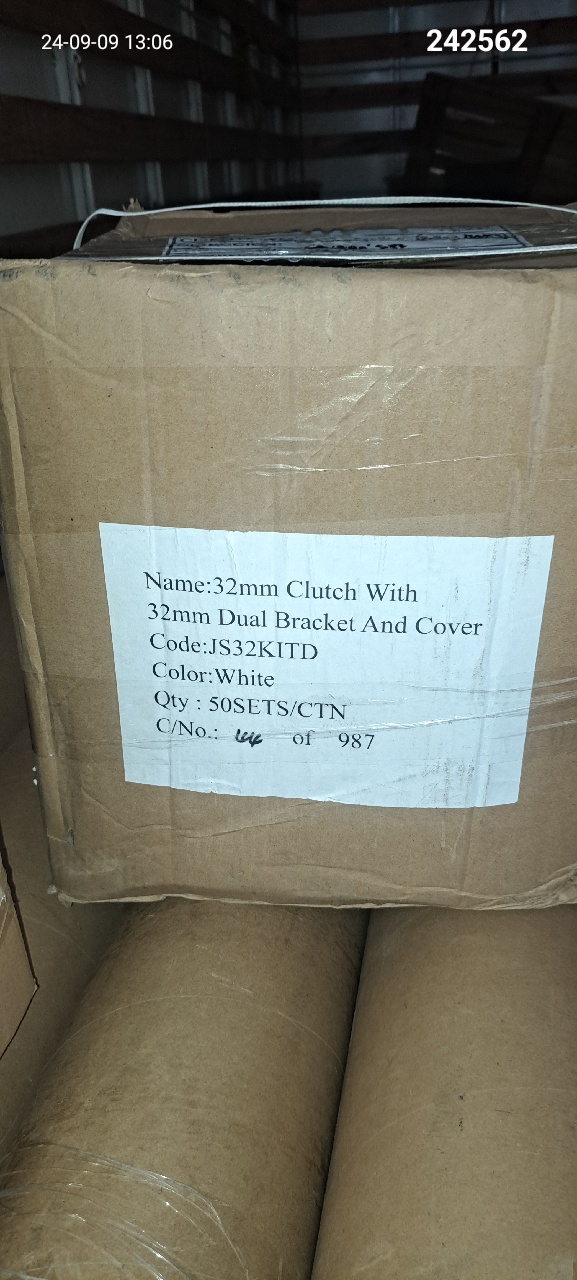 24-09-09 13:06
242562
Name:32mm Clutch With
32mm Dual Bracket And Cover
Code:JS32KITD
Color:White
Qty : 50SETS/CTN
C/No.: of 987